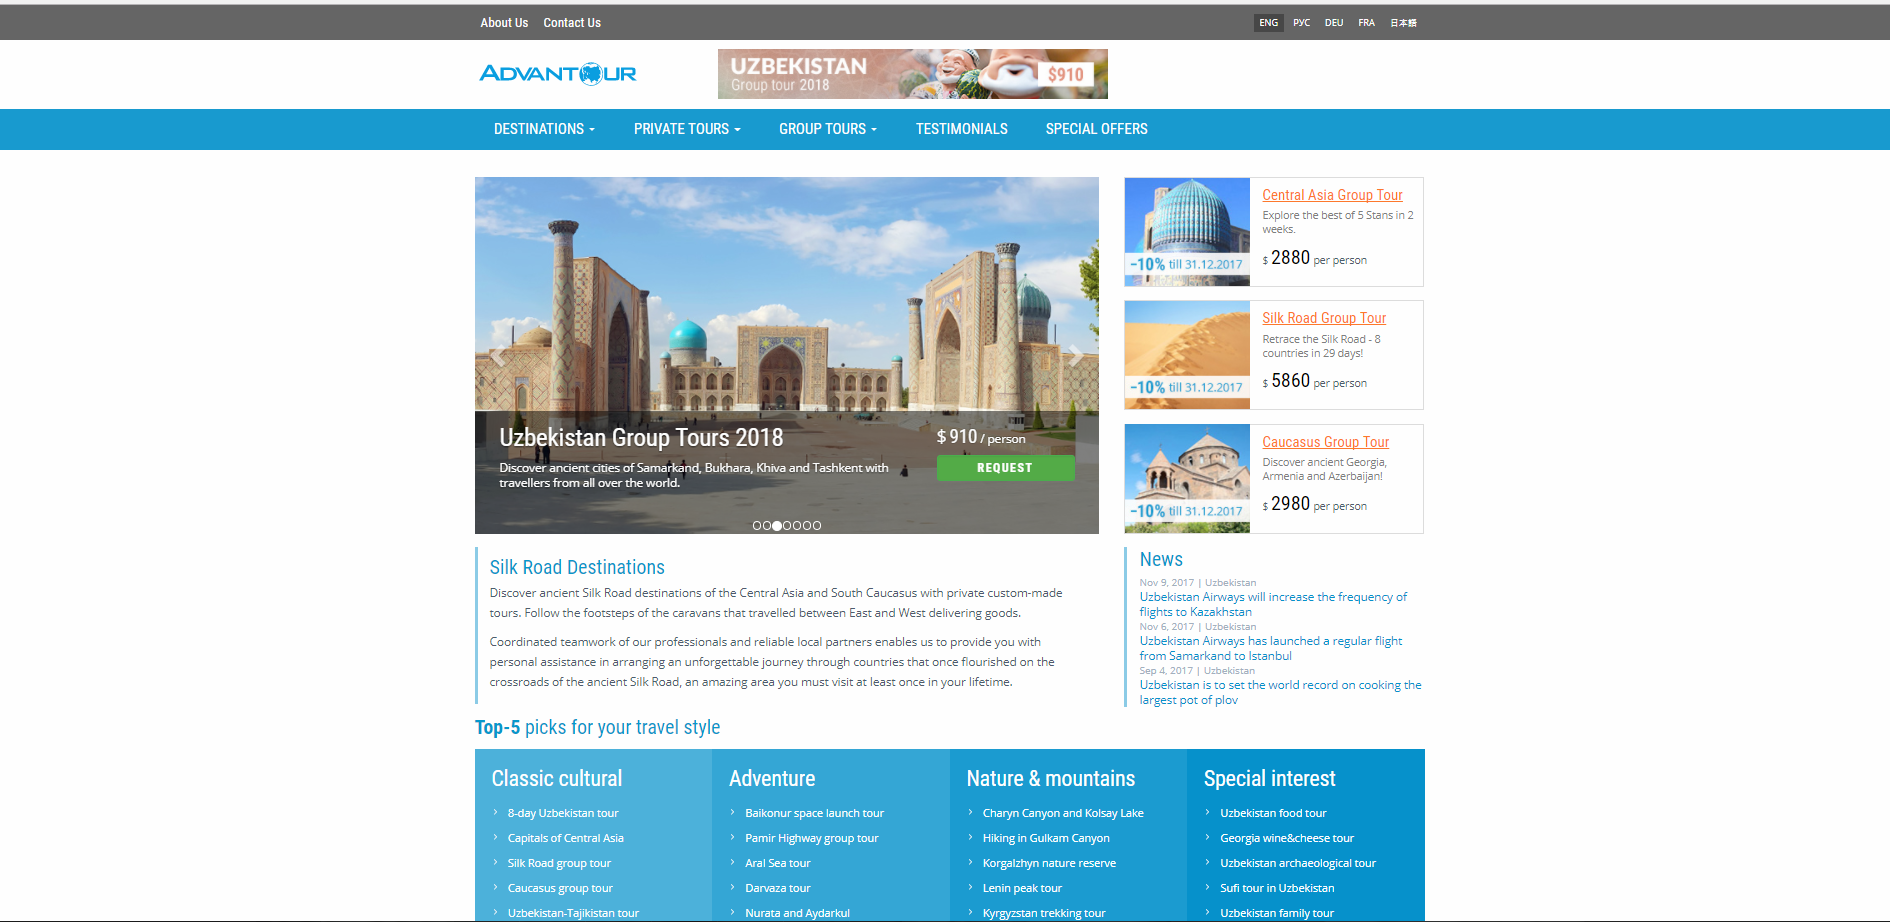 About Us Contact Us
ENG РУС DEU FRA 日本語
ADVANTOUR
UZBEKISTAN
Group tour 2018
$910
DESTINATIONS PRIVATE TOURS GROUP TOURS TESTIMONIALS SPECIAL OFFERS
Uzbekistan Group Tours 2018
Discover ancient cities of Samarkand, Bukhara, Khiva and Tashkent with
travellers from all over the world.
$ 910 / person
REQUEST
Central Asia Group Tour
Explore the best of 5 Stans in 2
weeks.
$ 2880 per person
-10% till 31.12.2017
Silk Road Group Tour
Retrace the Silk Road - 8
countries in 29 days!
$ 5860 per person
-10% till 31.12.2017
Caucasus Group Tour
Discover ancient Georgia,
Armenia and Azerbaijan!
$ 2980 per person
-10% till 31.12.2017
Silk Road Destinations
Discover ancient Silk Road destinations of the Central Asia and South Caucasus with private custom-made
tours. Follow the footsteps of the caravans that travelled between East and West delivering goods.
Coordinated teamwork of our professionals and reliable local partners enables us to provide you with
personal assistance in arranging an unforgettable journey through countries that once flourished on the
crossroads of the ancient Silk Road, an amazing area you must visit at least once in your lifetime.
News
Nov 9, 2017 | Uzbekistan
Uzbekistan Airways will increase the frequency of
flights to Kazakhstan
Nov 6, 2017 | Uzbekistan
Uzbekistan Airways has launched a regular flight
from Samarkand to Istanbul
Sep 4, 2017 | Uzbekistan
Uzbekistan is to set the world record on cooking the
largest pot of plov
Top-5 picks for your travel style
Classic cultural
8-day Uzbekistan tour
Capitals of Central Asia
Silk Road group tour
Caucasus group tour
Uzbekistan-Tajikistan tour
Adventure
Baikonur space launch tour
Pamir Highway group tour
Aral Sea tour
Darvaza tour
Nurata and Aydarkul
Nature & mountains
Charyn Canyon and Kolsay Lake
Hiking in Gulkam Canyon
Korgalzhyn nature reserve
Lenin peak tour
Kyrgyzstan trekking tour
Special interest
Uzbekistan food tour
Georgia wine&cheese tour
Uzbekistan archaeological tour
Sufi tour in Uzbekistan
Uzbekistan family tour